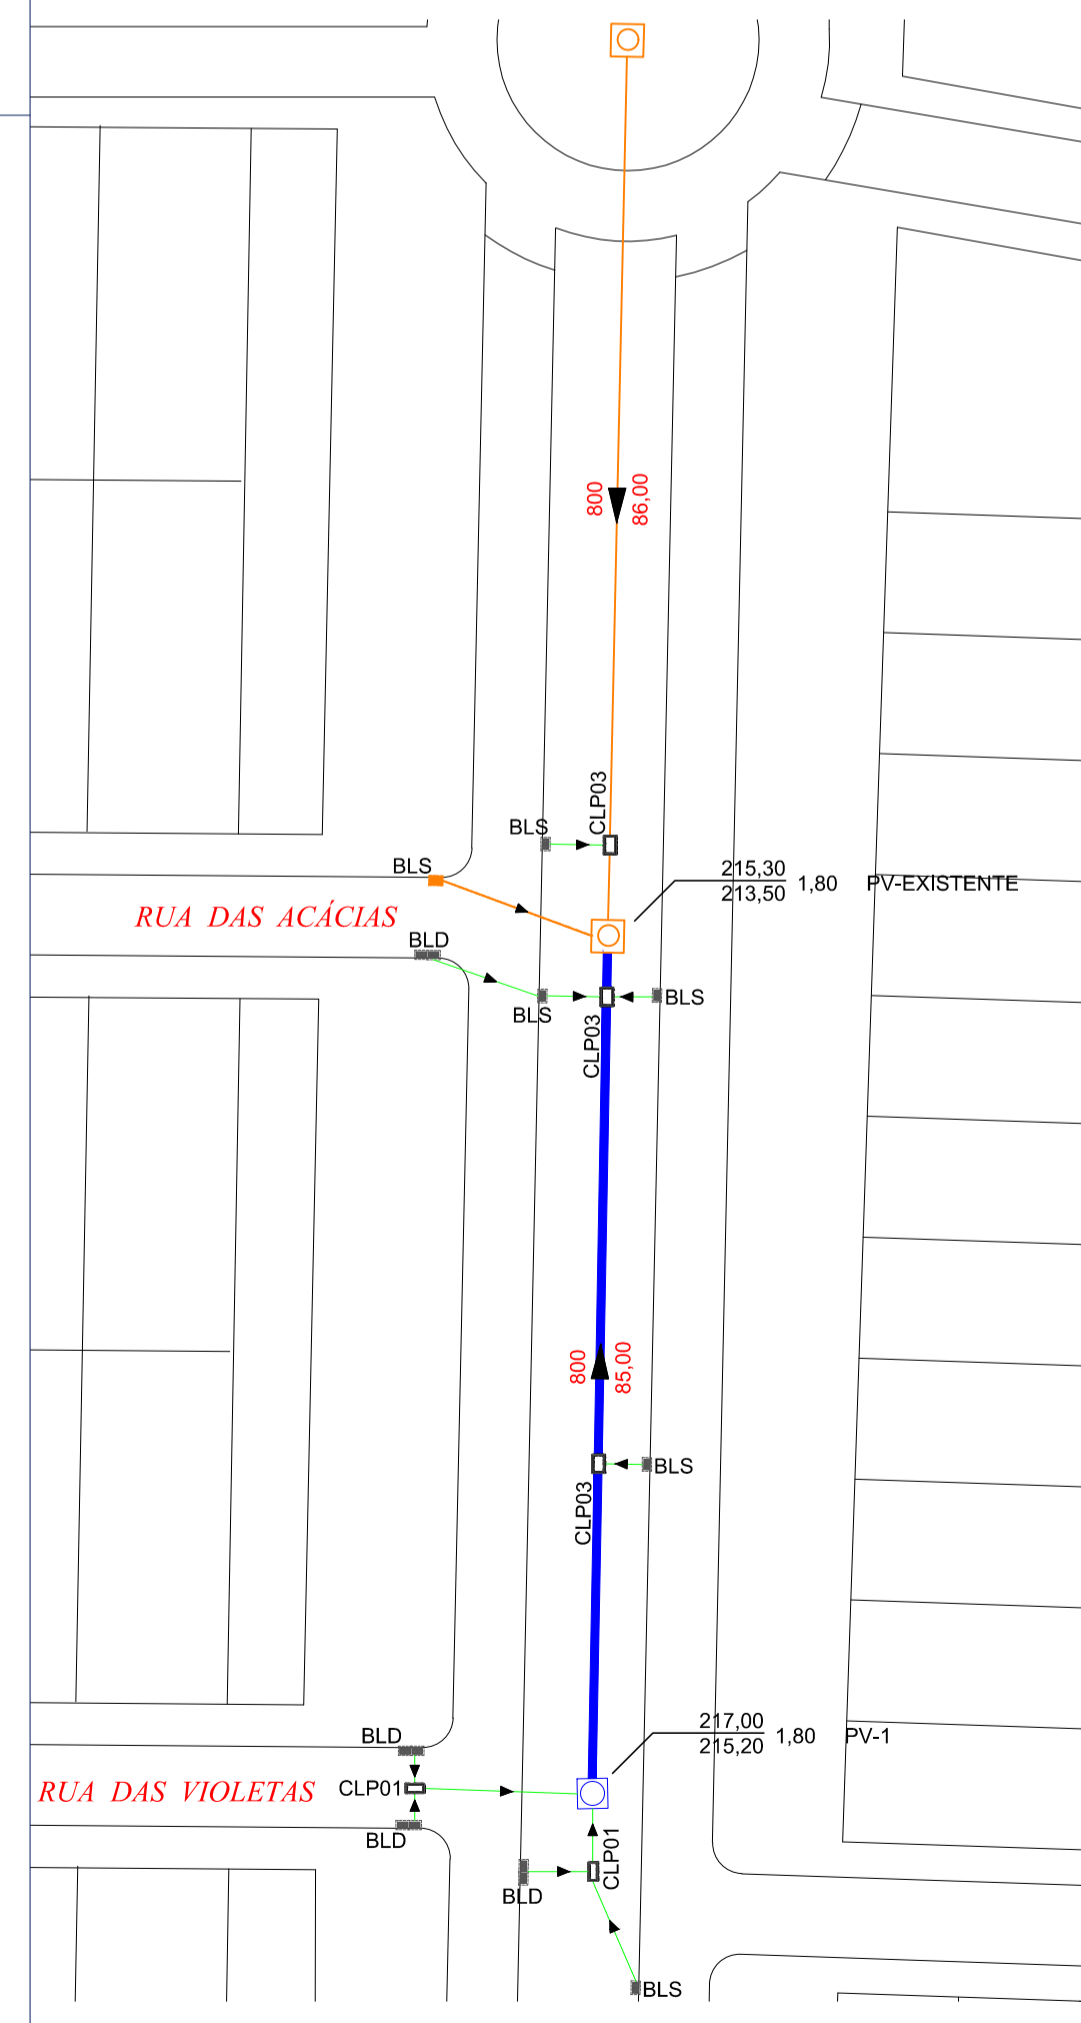 800
86,00
CLP03
BLS
BLS
215,30
213,50
1,80
PV-EXISTENTE
RUA DAS ACÁCIAS
BLD
BLS
BLS
CLP03
800
85,00
BLS
CLP03
217,00
215,20
1,80
PV-1
BLD
CLP01
RUA DAS VIOLETAS
BLD
CLP01
BLD
BLS